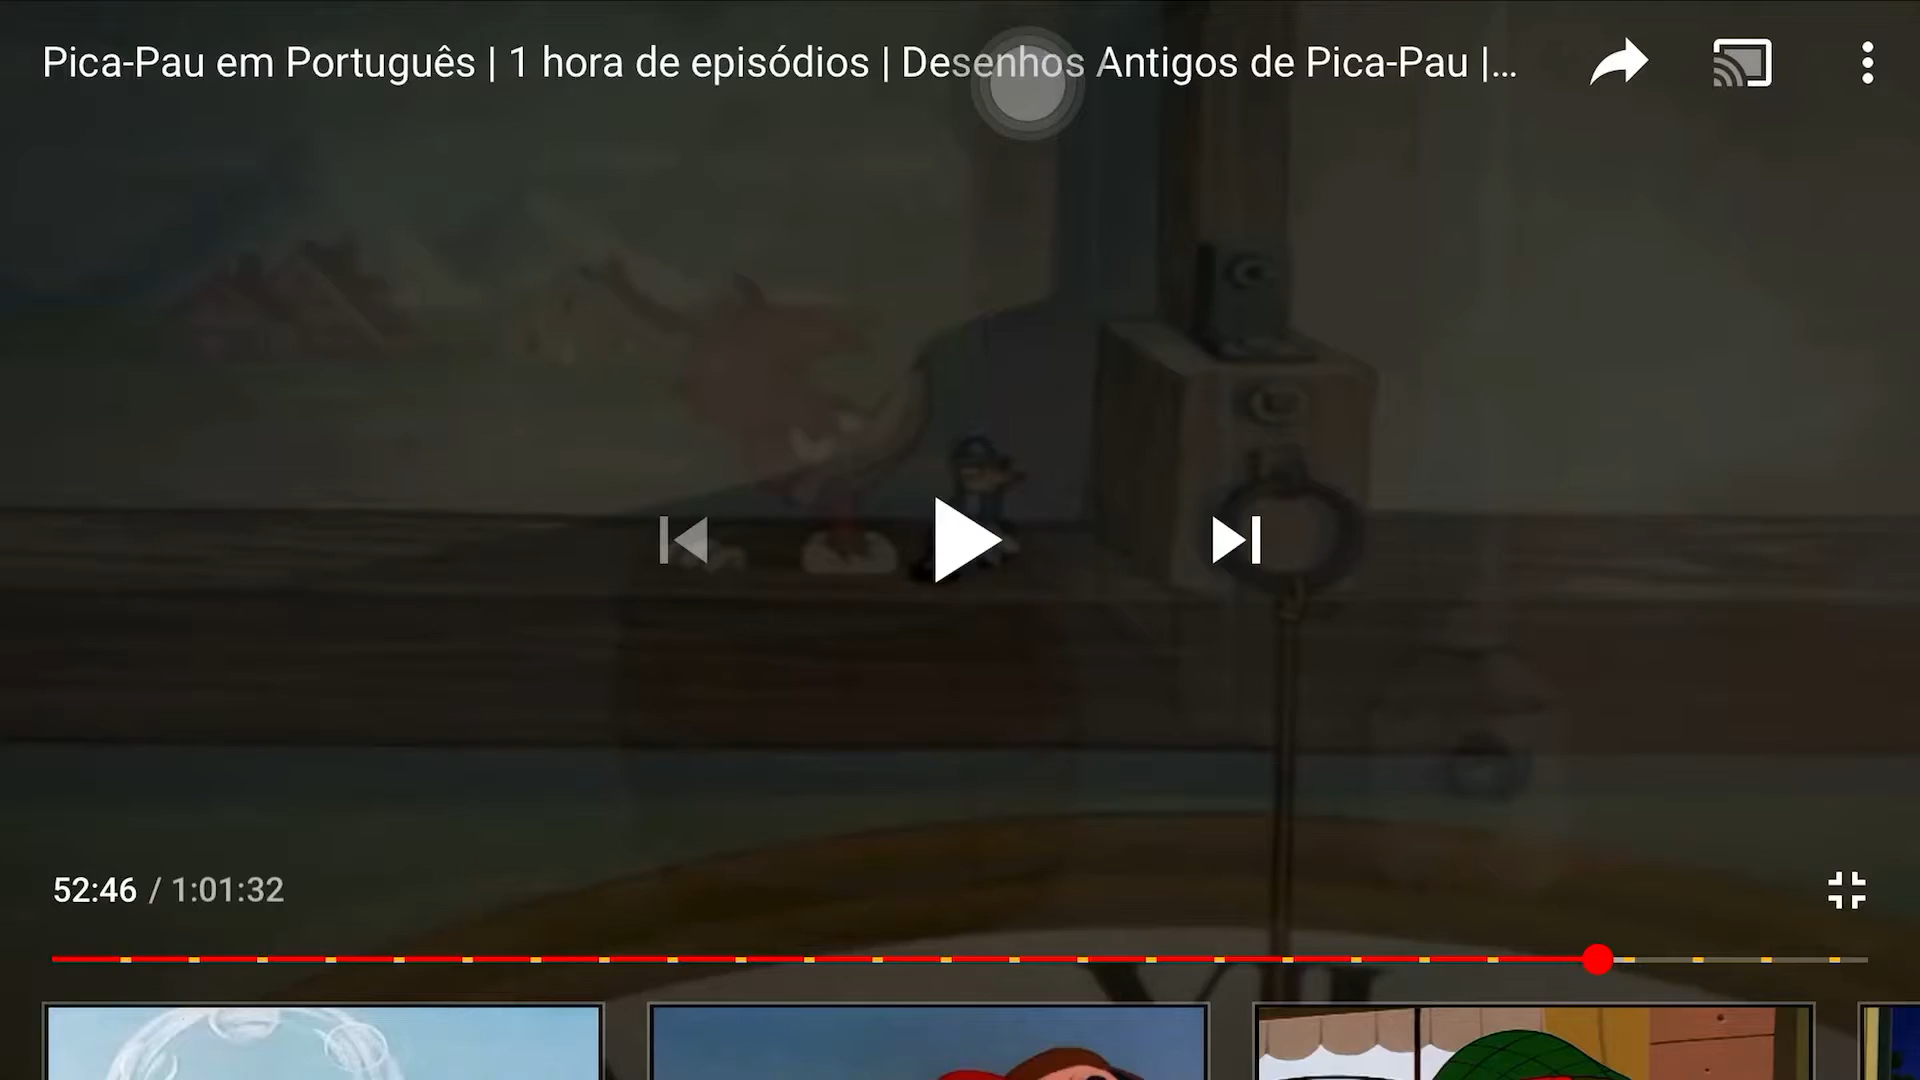 Pica-Pau em Português | 1 hora de episódios | Desenhos Antigos de Pica-Pau |...
52:46 / 1:01:32